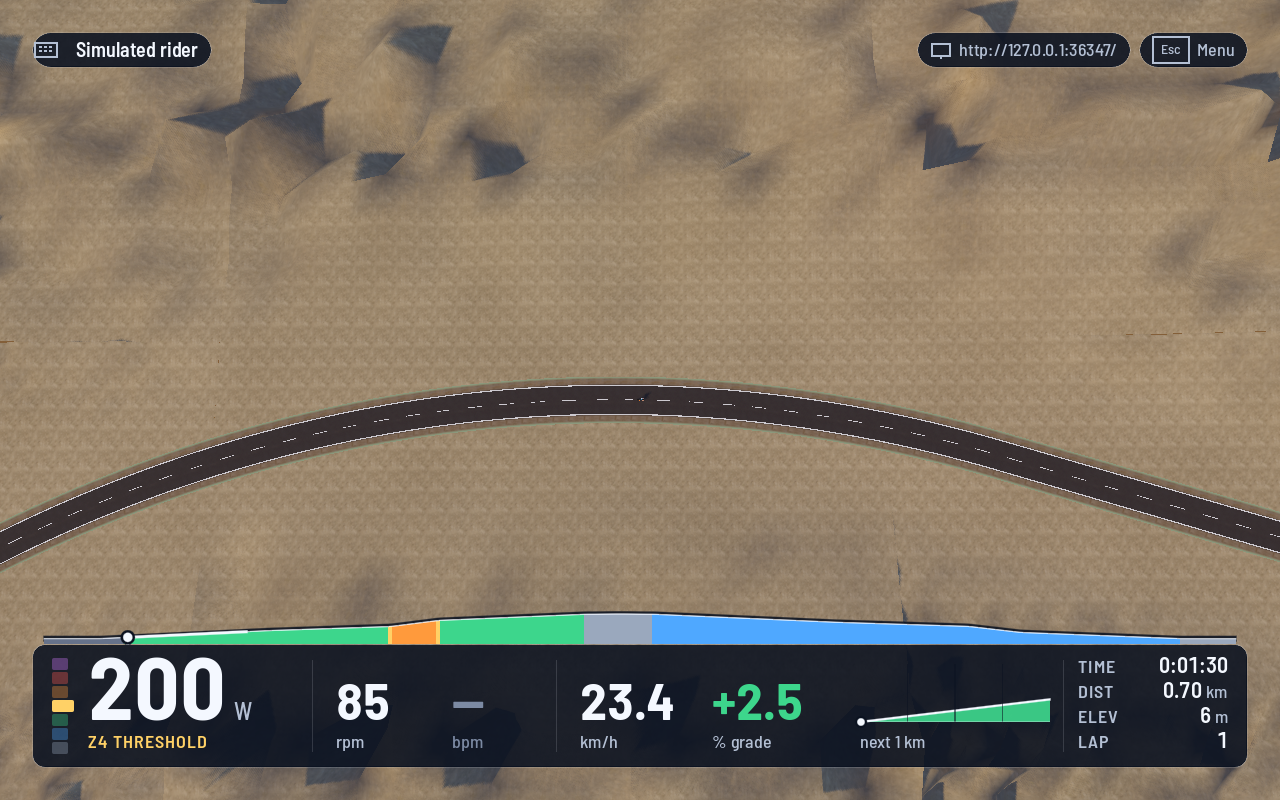 Simulated rider
http://127.0.0.1:36347/
Esc Menu
200 W
Z4 THRESHOLD
85
rpm
—
bpm
23.4
km/h
+2.5
% grade
next 1 km
TIME 0:01:30
DIST 0.70 km
ELEV 6 m
LAP 1